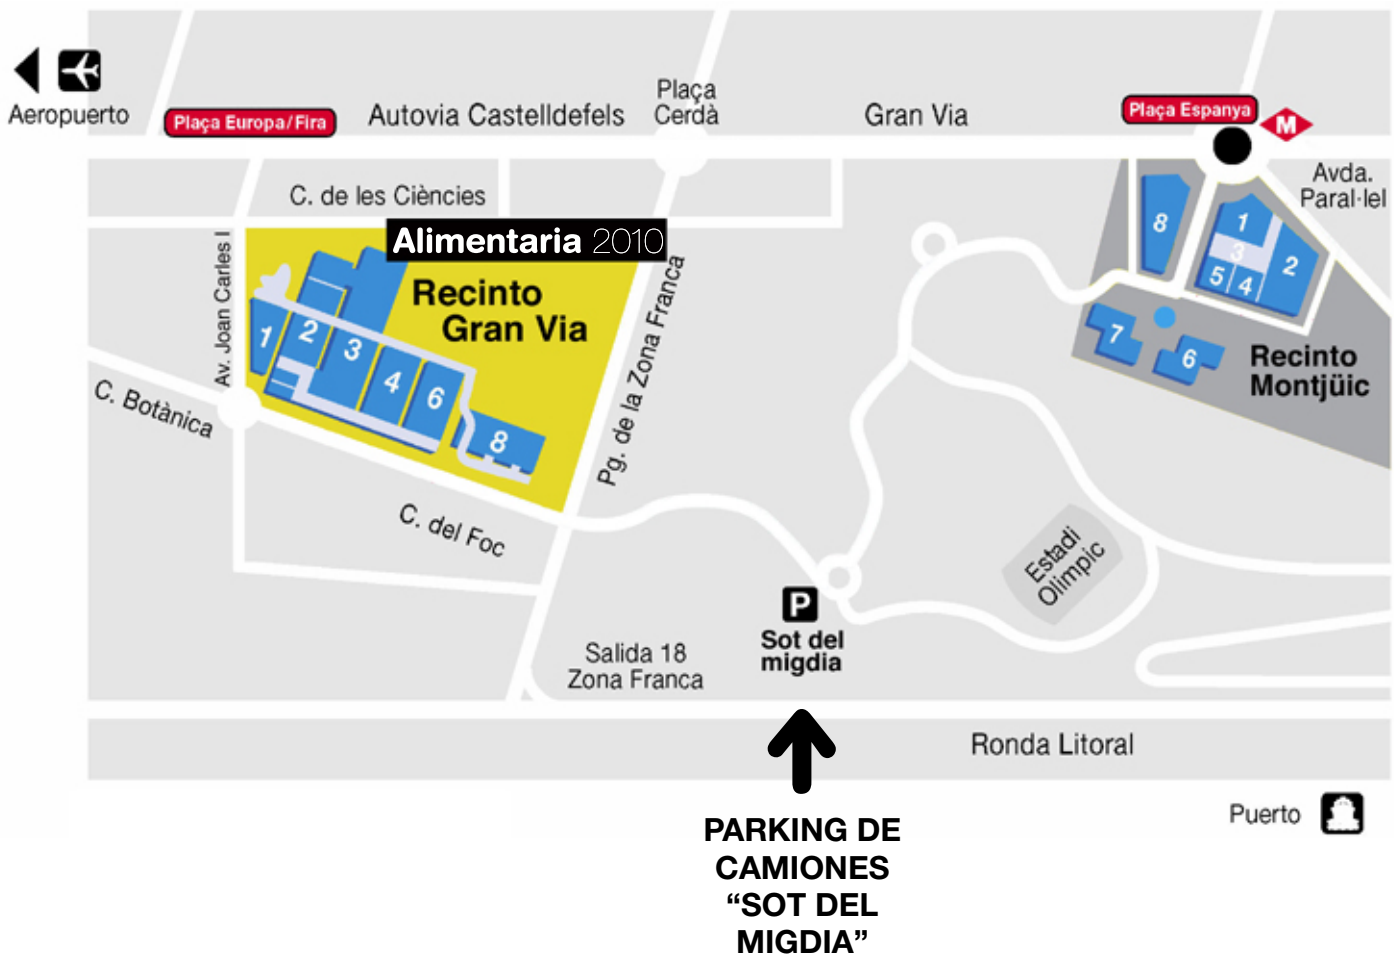 Aeropuerto
Plaça Europa/Fira
Autovia Castelldefels
Plaça
Cerdà
Gran Via
Plaça Espanya
M
Avda.
Paral·lel
C. de les Ciències
Alimentaria 2010
Recinto
Gran Via
Av. Joan Carles I
1
2
3
4
6
8
Pg. de la Zona Franca
C. Botànica
C. del Foc
8
1
3
2
5
4
7
6
Recinto
Montjüic
Estadi
Olimpic
P
Sot del
migdia
Salida 18
Zona Franca
Ronda Litoral
Puerto
PARKING DE
CAMIONES
“SOT DEL
MIGDIA”